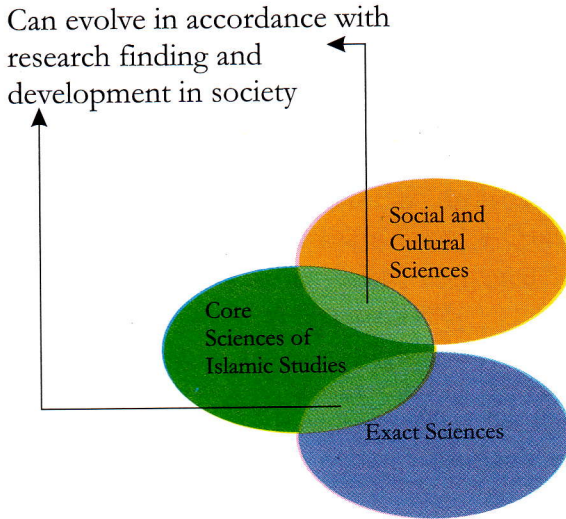 Can evolve in accordance with
research finding and
development in society
Social and
Cultural
Sciences
Core
Sciences of
Islamic Studies
Exact Sciences